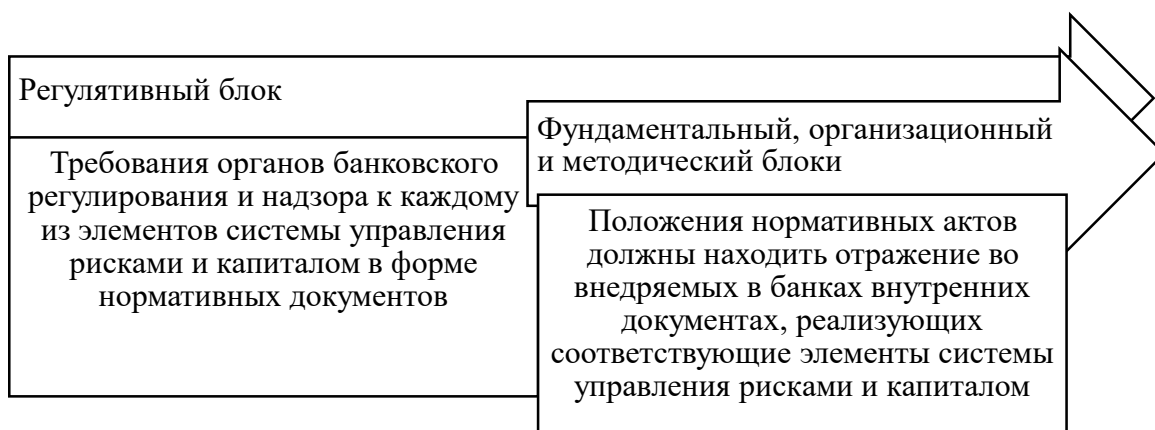 Регулятивный блок
Требования органов банковского
регулирования и надзора к каждому
из элементов системы управления
рисками и капиталом в форме
нормативных документов
Фундаментальный, организационный
и методический блоки
Положения нормативных актов
должны находить отражение во
внедряемых в банках внутренних
документах, реализующих
соответствующие элементы системы
управления рисками и капиталом